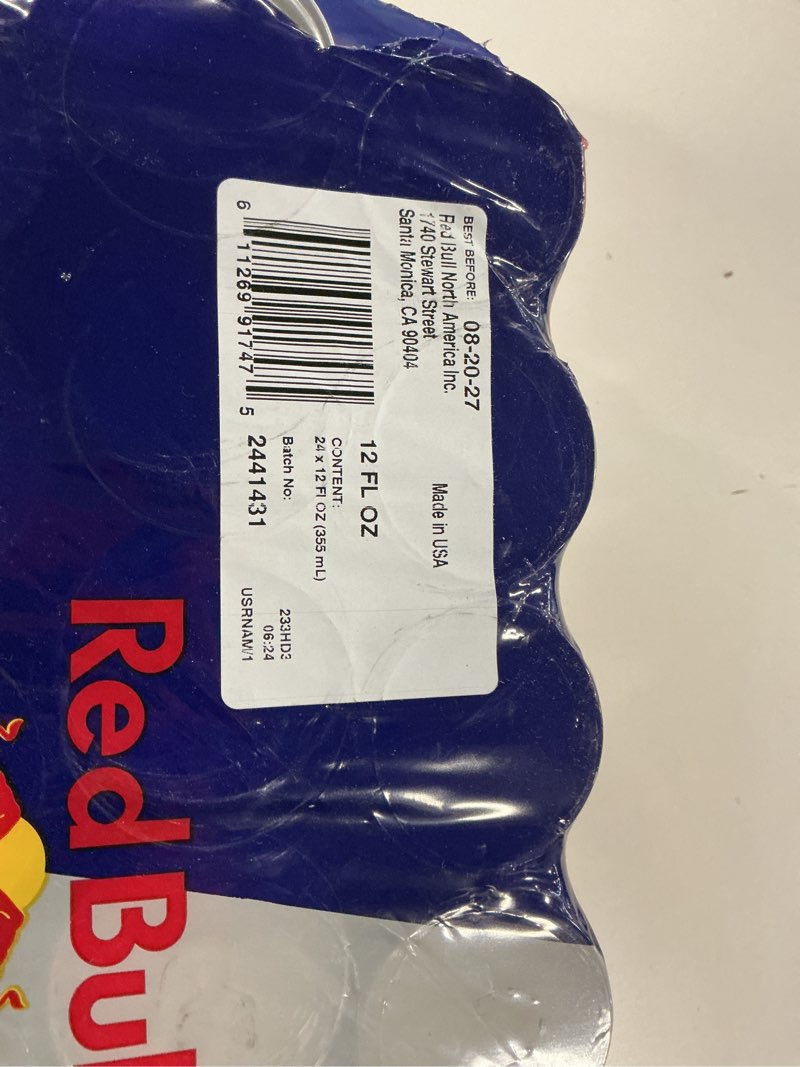 BEST BEFORE: 08-20-27
Red Bull North America Inc.
1740 Stewart Street
Santa Monica, CA 90404
Made in USA
12 FL OZ
CONTENT:
24 x 12 Fl OZ (355 mL)
Batch No:
2441431
233HD3
06:24
USRNAM/1
6 11269 91747 5
Red Bul